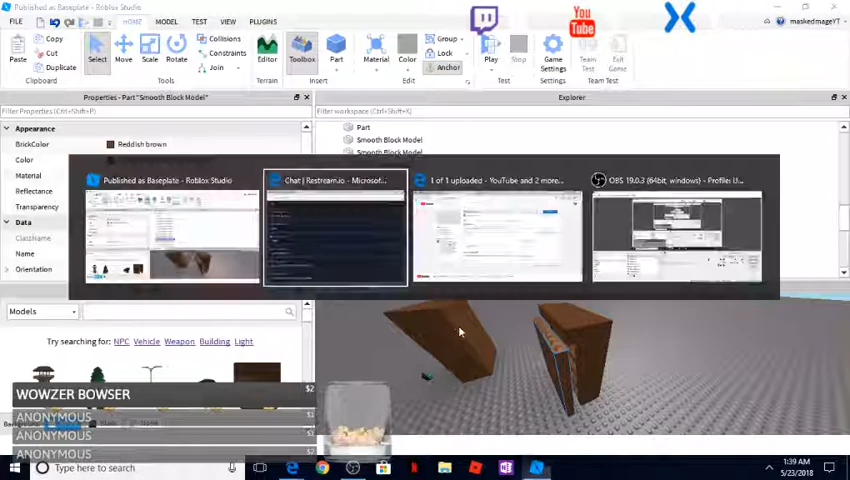 Published as Baseplate - Roblox Studio
FILE HOME MODEL TEST VIEW PLUGINS maskedmageYT
You
Tube
Paste Copy Cut Duplicate
Clipboard
Select Move Scale Rotate
Collisions
Constraints
Join
Tools
Editor
Terrain
Toolbox Part
Insert
Material Color
Group
Lock
Anchor
Edit
Play Stop
Test
Game Settings
Settings
Team Test Exit Game
Team Test
Properties - Part "Smooth Block Model"
Explorer
Filter Properties (Ctrl+Shift+P)
Filter workspace (Ctrl+Shift+X)
Appearance
BrickColor Reddish brown
Color
Material
Reflectance
Transparency
Data
ClassName
Name
Orientation
Part
Smooth Block Model
Smooth Block Model
Published as Baseplate - Roblox Studio
Chat | Restream.io - Microsof...
1 of 1 uploaded - YouTube and 2 more...
OBS 19.0.3 (64bit, windows) - Profile: U...
Models
Try searching for: NPC Vehicle Weapon Building Light
WOWZER BOWSER $2
ANONYMOUS
ANONYMOUS
ANONYMOUS
Type here to search
1:39 AM
5/23/2018